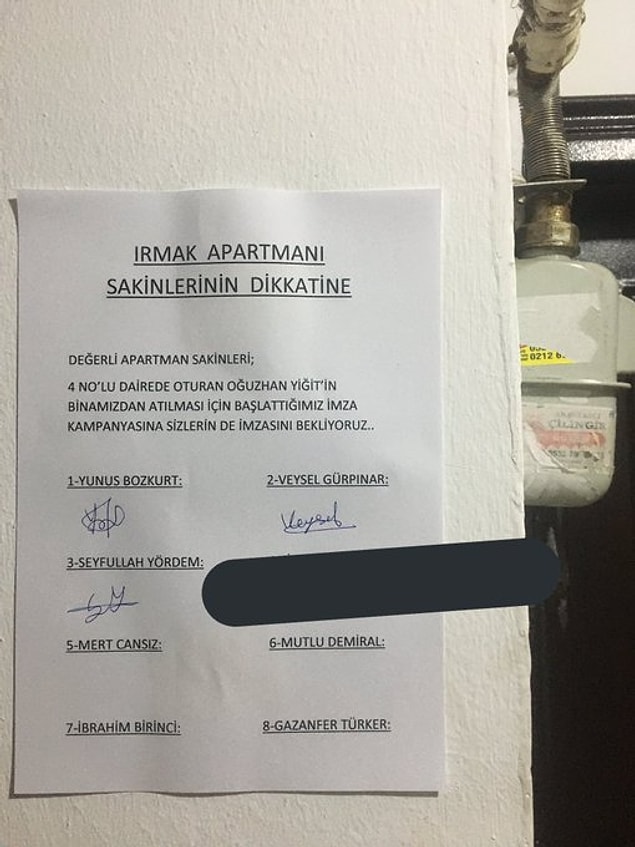 IRMAK APARTMANI
SAKİNLERİNİN DİKKATİNE
DEĞERLİ APARTMAN SAKİNLERİ;
4 NO'LU DAİREDE OTURAN OĞUZHAN YİĞİT'İN
BİNAMIZDAN ATILMASI İÇİN BAŞLATTIĞIMIZ İMZA
KAMPANYASINA SİZLERİN DE İMZASINI BEKLİYORUZ..
1-YUNUS BOZKURT: 2-VEYSEL GÜRPINAR:
Veysel
3-SEYFULLAH YÖRDEM:
5-MERT CANSIZ: 6-MUTLU DEMİRAL:
7-İBRAHİM BİRİNCİ: 8-GAZANFER TÜRKER:
0212 6
ÇİLİNGİR